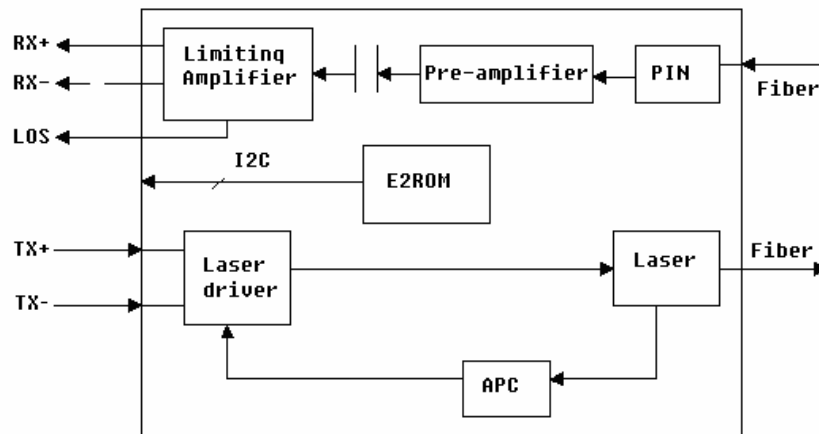 RX+
RX-
LOS
Limitinq
Amplifier
Pre-amplifier
PIN
Fiber
I2C
E2ROM
TX+
TX-
Laser
driver
Laser
Fiber
APC